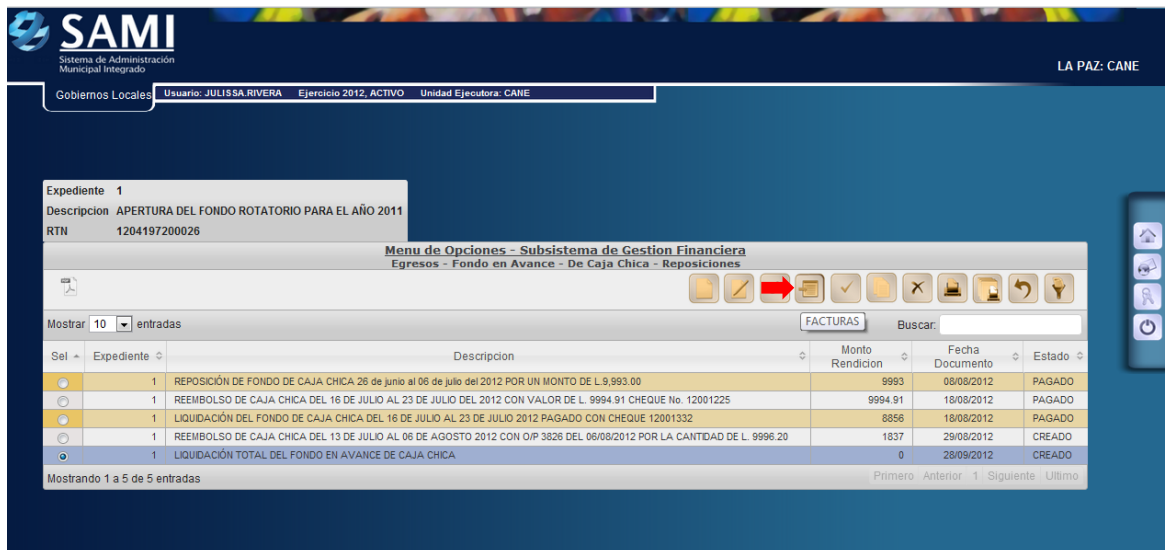 SAMI
Sistema de Administración
Municipal Integrado
LA PAZ: CANE
Gobiernos Locales
Usuario: JULISSA.RIVERA Ejercicio 2012, ACTIVO Unidad Ejecutora: CANE
Expediente 1
Descripcion APERTURA DEL FONDO ROTATORIO PARA EL AÑO 2011
RTN 1204197200026
Menu de Opciones - Subsistema de Gestion Financiera
Egresos - Fondo en Avance - De Caja Chica - Reposiciones
Mostrar 10 entradas
FACTURAS
Buscar:
Sel Expediente Descripcion Monto Rendicion Fecha Documento Estado
1 REPOSICIÓN DE FONDO DE CAJA CHICA 26 de junio al 06 de julio del 2012 POR UN MONTO DE L.9,993.00 9993 08/08/2012 PAGADO
1 REEMBOLSO DE CAJA CHICA DEL 16 DE JULIO AL 23 DE JULIO DEL 2012 CON VALOR DE L. 9994.91 CHEQUE No. 12001225 9994.91 18/08/2012 PAGADO
1 LIQUIDACIÓN DEL FONDO DE CAJA CHICA DEL 16 DE JULIO AL 23 DE JULIO 2012 PAGADO CON CHEQUE 12001332 8856 18/08/2012 PAGADO
1 REEMBOLSO DE CAJA CHICA DEL 13 DE JULIO AL 06 DE AGOSTO 2012 CON O/P 3826 DEL 06/08/2012 POR LA CANTIDAD DE L. 9996.20 1837 29/08/2012 CREADO
1 LIQUIDACIÓN TOTAL DEL FONDO EN AVANCE DE CAJA CHICA 0 28/09/2012 CREADO
Mostrando 1 a 5 de 5 entradas
Primero Anterior 1 Siguiente Ultimo